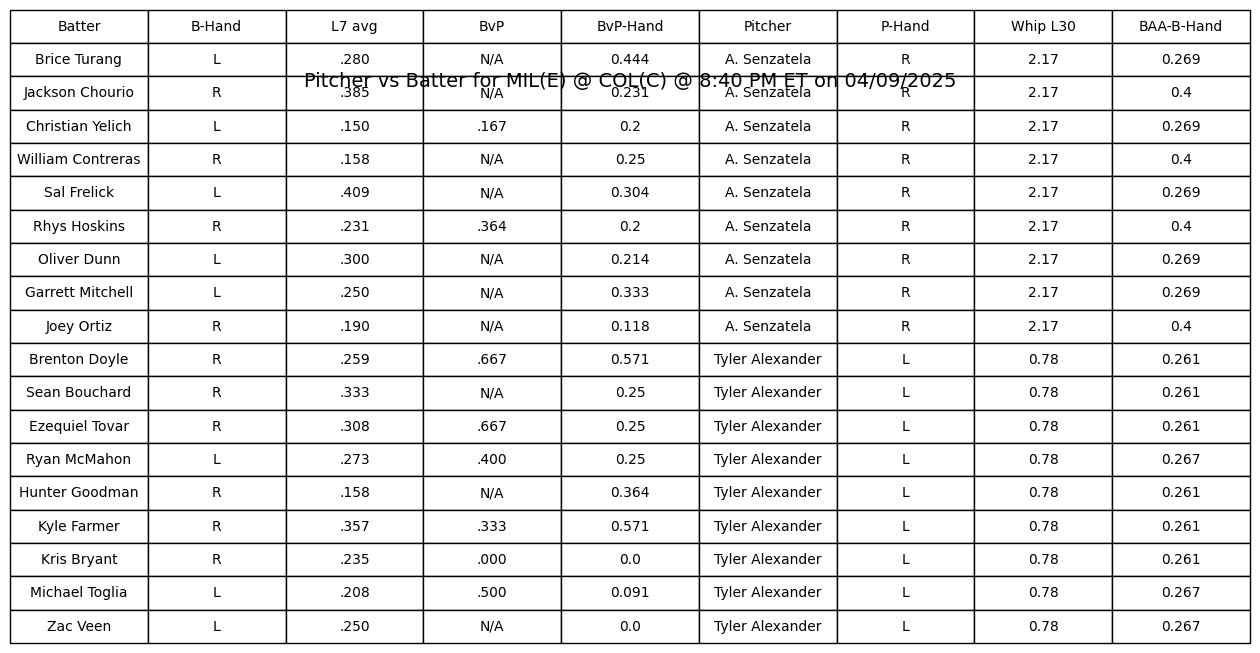 Batter B-Hand L7 avg BvP BvP-Hand Pitcher P-Hand Whip L30 BAA-B-Hand
Brice Turang L .280 N/A 0.444 A. Senzatela R 2.17 0.269
Pitcher vs Batter for MIL(E) @ COL(C) @ 8:40 PM ET on 04/09/2025
Jackson Chourio R .385 N/A 0.231 A. Senzatela R 2.17 0.4
Christian Yelich L .150 .167 0.2 A. Senzatela R 2.17 0.269
William Contreras R .158 N/A 0.25 A. Senzatela R 2.17 0.4
Sal Frelick L .409 N/A 0.304 A. Senzatela R 2.17 0.269
Rhys Hoskins R .231 .364 0.2 A. Senzatela R 2.17 0.4
Oliver Dunn L .300 N/A 0.214 A. Senzatela R 2.17 0.269
Garrett Mitchell L .250 N/A 0.333 A. Senzatela R 2.17 0.269
Joey Ortiz R .190 N/A 0.118 A. Senzatela R 2.17 0.4
Brenton Doyle R .259 .667 0.571 Tyler Alexander L 0.78 0.261
Sean Bouchard R .333 N/A 0.25 Tyler Alexander L 0.78 0.261
Ezequiel Tovar R .308 .667 0.25 Tyler Alexander L 0.78 0.261
Ryan McMahon L .273 .400 0.25 Tyler Alexander L 0.78 0.267
Hunter Goodman R .158 N/A 0.364 Tyler Alexander L 0.78 0.261
Kyle Farmer R .357 .333 0.571 Tyler Alexander L 0.78 0.261
Kris Bryant R .235 .000 0.0 Tyler Alexander L 0.78 0.261
Michael Toglia L .208 .500 0.091 Tyler Alexander L 0.78 0.267
Zac Veen L .250 N/A 0.0 Tyler Alexander L 0.78 0.267